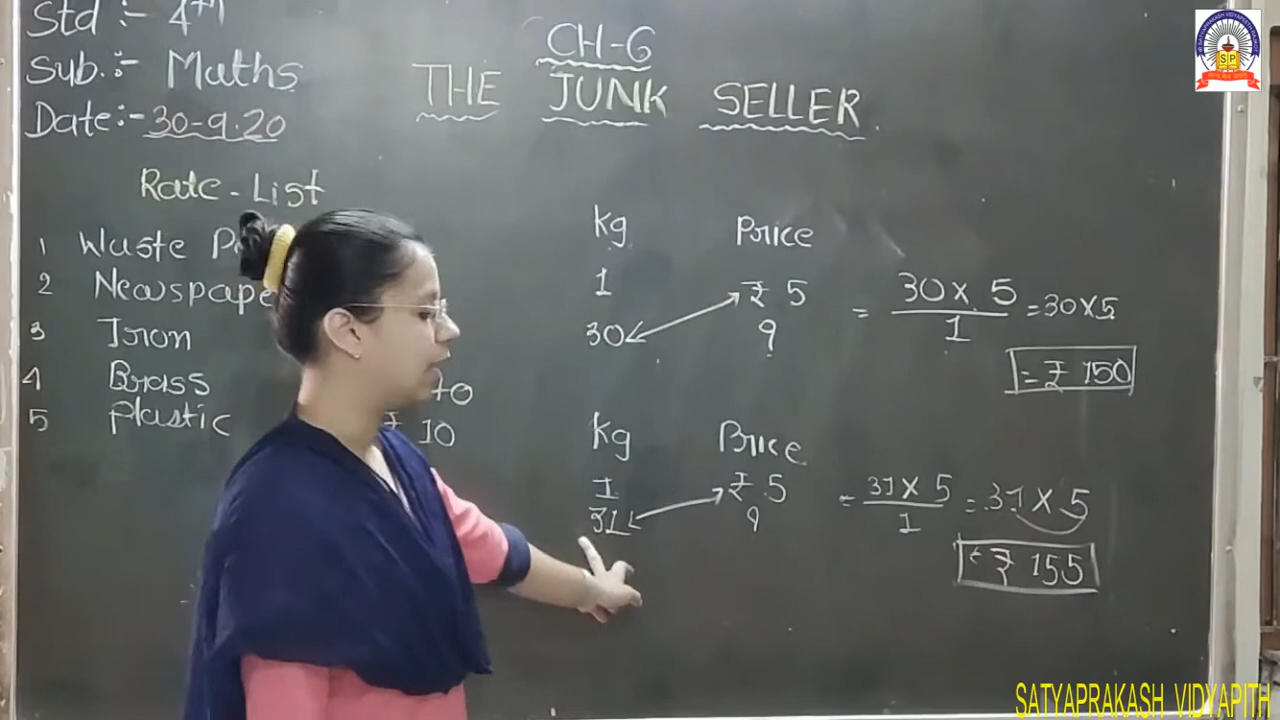 Std :- 4th
Sub. :- Maths
Date :- 30-9.20
CH-6
THE JUNK SELLER.
Rate - List
1 Waste
2 Newspape
3 Iron
4 Brass 70
5 plastic ₹ 10
Kg Price
1 ₹ 5
30 ?
= 30 x 5 / 1 = 30 x 5
= ₹ 150
Kg Price
1 ₹ 5
31 ?
= 31 x 5 / 1 = 31 x 5
= ₹ 155
SP
SATYAPRAKASH VIDYAPITH